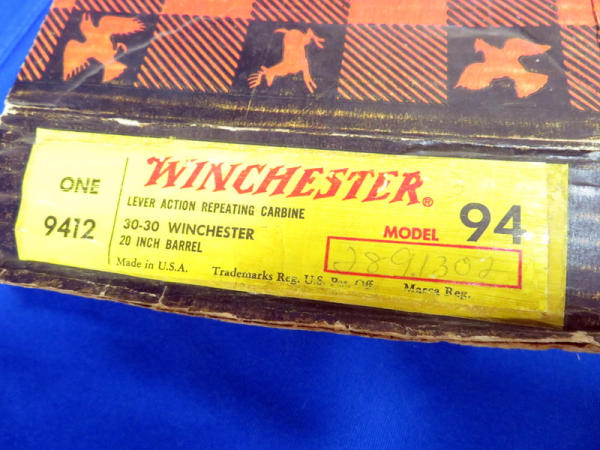 ONE
9412
WINCHESTER®
LEVER ACTION REPEATING CARBINE
30-30 WINCHESTER
20 INCH BARREL
MODEL 94
2891302
Made in U.S.A. Trademarks Reg. U.S. Pat. Off. Marca Reg.